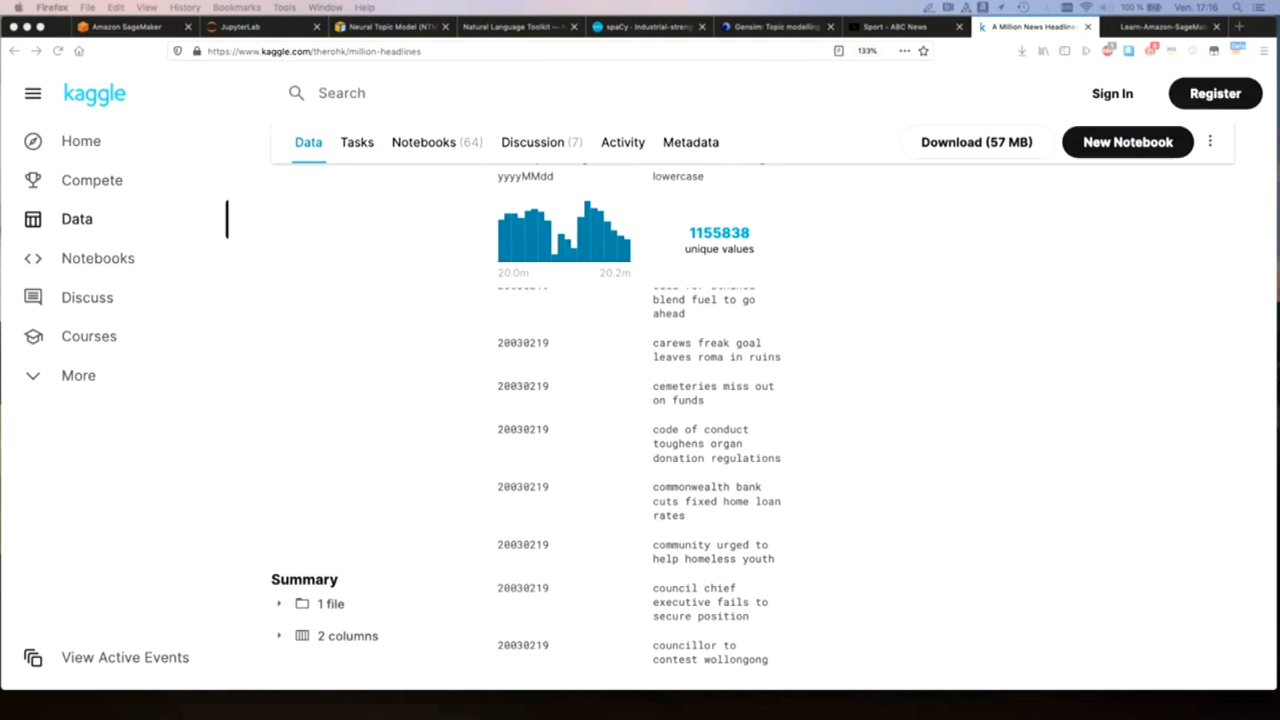 Firefox File Edit View History Bookmarks Tools Window Help 100 % Ven. 17:16
Amazon SageMaker JupyterLab Neural Topic Model (NT Natural Language Toolkit — spaCy · Industrial-stren Gensim: Topic modelling Sport - ABC News A Million News Headline Learn-Amazon-SageMa
https://www.kaggle.com/therohk/million-headlines 133%
kaggle Search Sign In Register
Data Tasks Notebooks (64) Discussion (7) Activity Metadata Download (57 MB) New Notebook
Home
Compete
Data
Notebooks
Discuss
Courses
More
View Active Events
yyyyMMdd lowercase
1155838
unique values
20.0m 20.2m
blend fuel to go
ahead
20030219 carews freak goal
leaves roma in ruins
20030219 cemeteries miss out
on funds
20030219 code of conduct
toughens organ
donation regulations
20030219 commonwealth bank
cuts fixed home loan
rates
20030219 community urged to
help homeless youth
20030219 council chief
executive fails to
secure position
20030219 councillor to
contest wollongong
Summary
1 file
2 columns